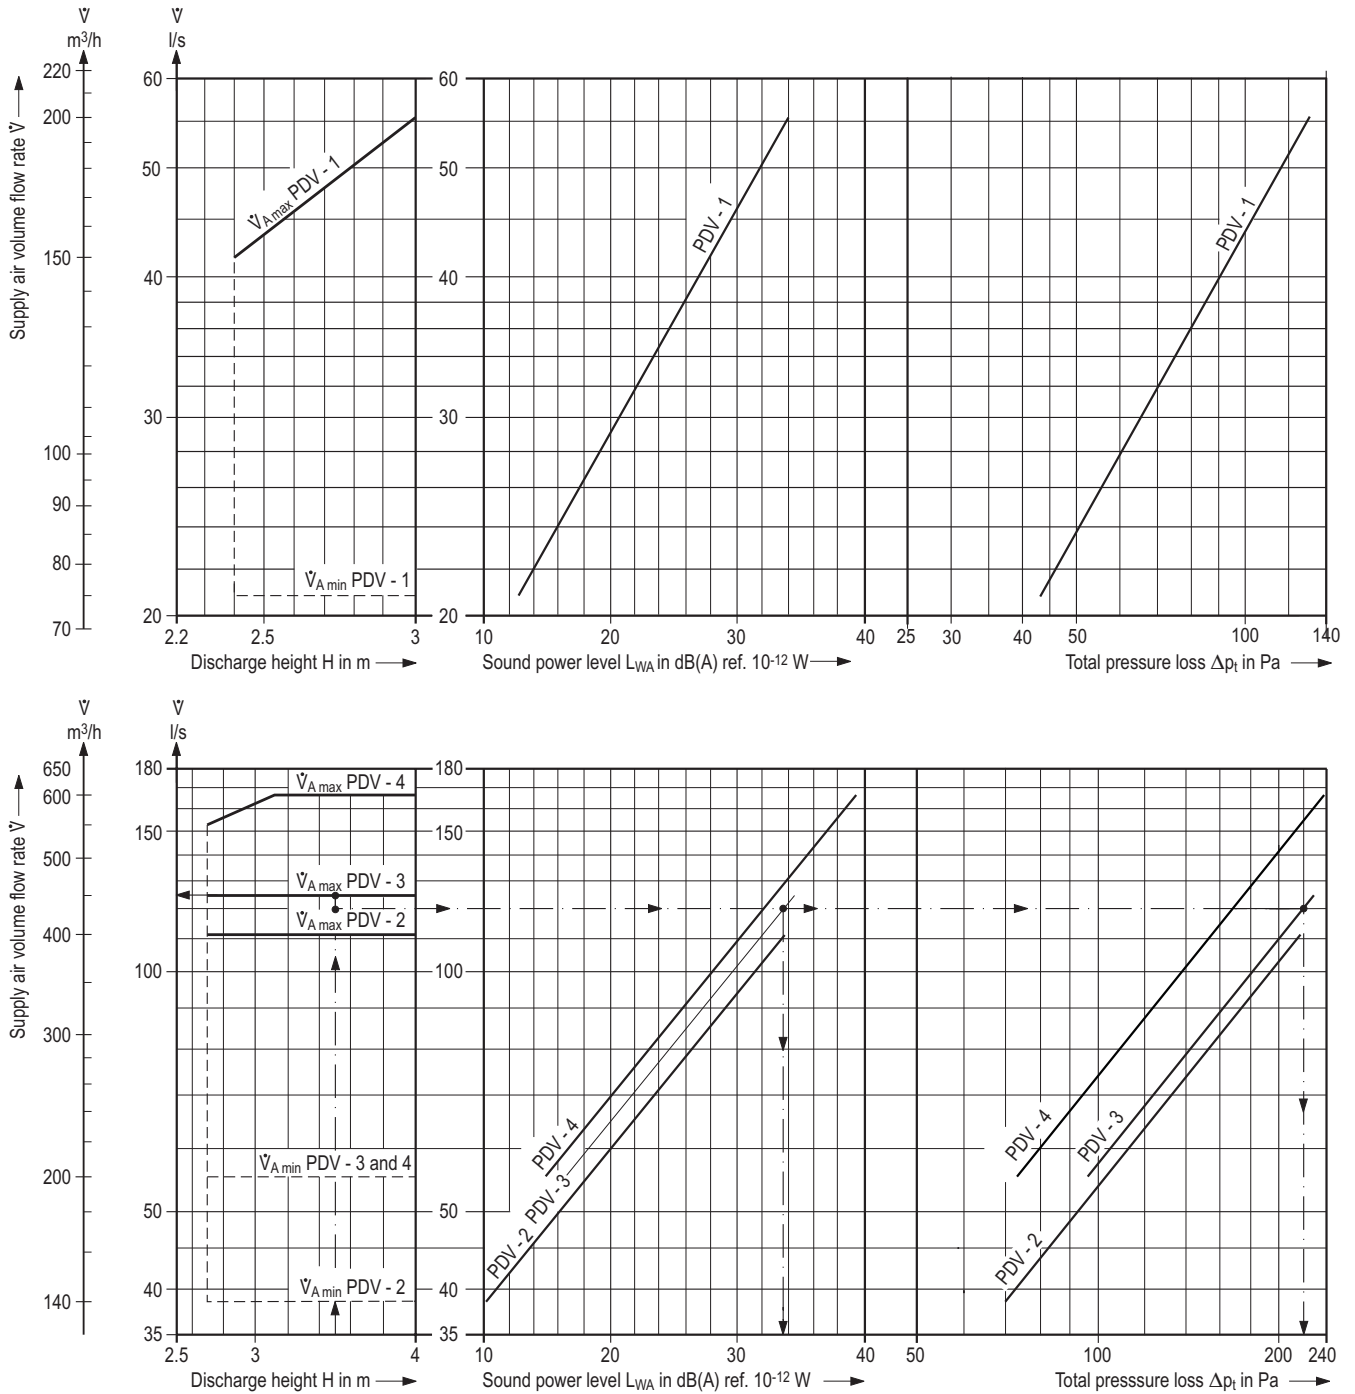 V̇ V̇
m³/h l/s
Supply air volume flow rate V̇
220
200
150
100
90
80
70
60
50
40
30
20
60
50
40
30
20
V̇A max PDV - 1
V̇A min PDV - 1
PDV - 1
PDV - 1
2.2 2.5 3 10 20 30 40 25 30 40 50 100 140
Discharge height H in m
Sound power level LWA in dB(A) ref. 10-12 W
Total pressure loss Δpt in Pa
V̇ V̇
m³/h l/s
Supply air volume flow rate V̇
650
600
500
400
300
200
140
180
150
100
50
40
35
180
150
100
50
40
35
V̇A max PDV - 4
V̇A max PDV - 3
V̇A max PDV - 2
V̇A min PDV - 3 and 4
V̇A min PDV - 2
PDV - 4
PDV - 3
PDV - 2
PDV - 4
PDV - 3
PDV - 2
2.5 3 4 10 20 30 40 50 100 200 240
Discharge height H in m
Sound power level LWA in dB(A) ref. 10-12 W
Total presssure loss Δpt in Pa